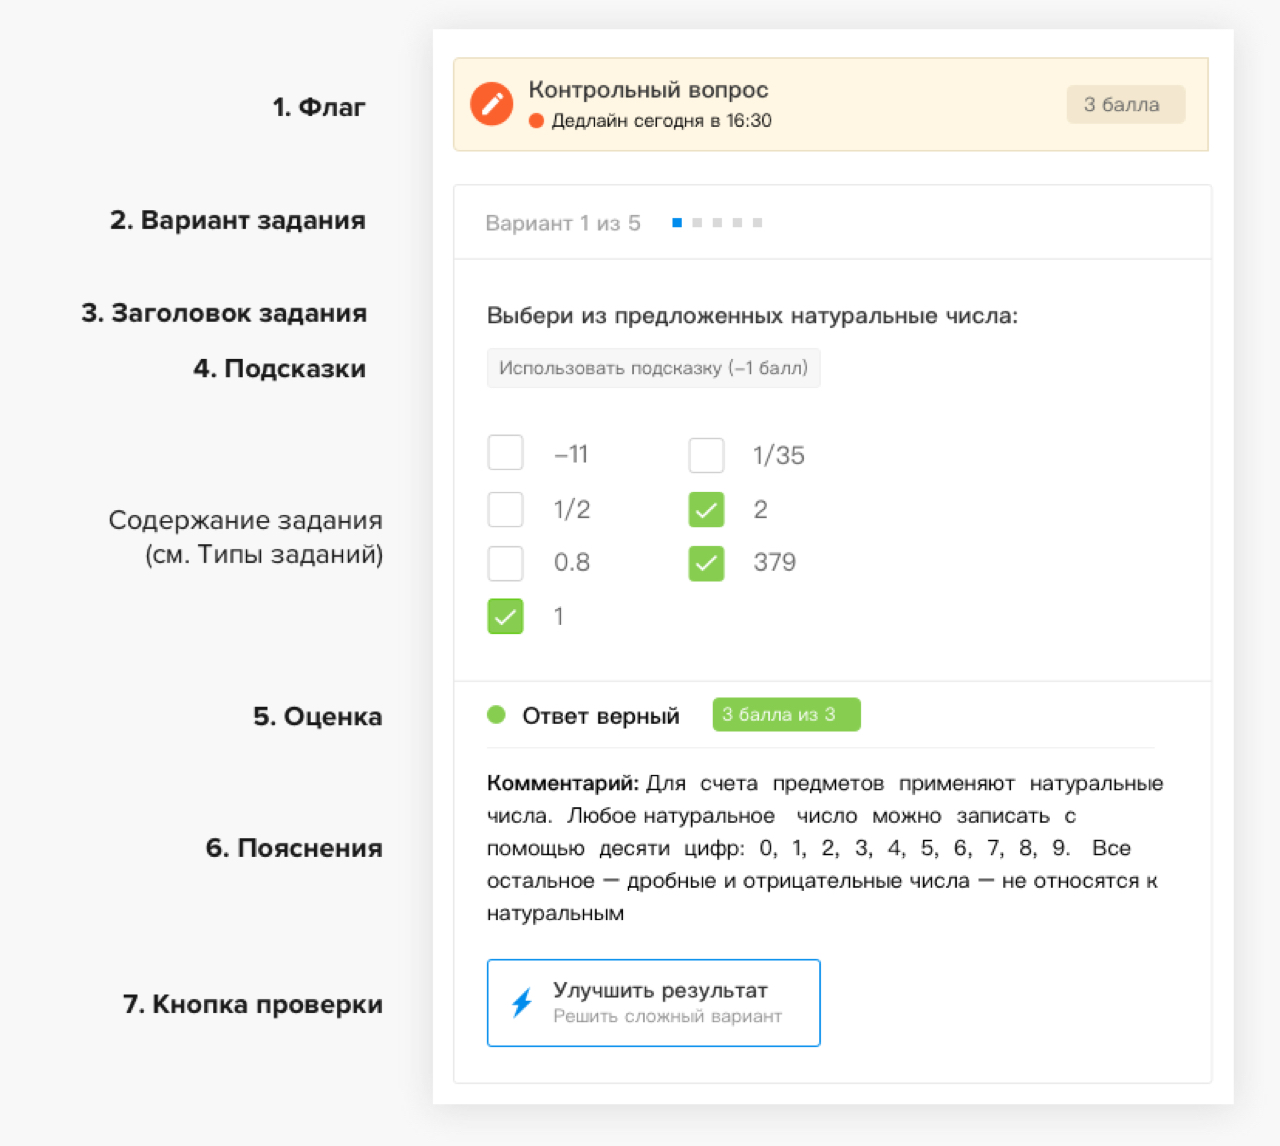 1. Флаг
Контрольный вопрос
Дедлайн сегодня в 16:30
3 балла
2. Вариант задания
Вариант 1 из 5
3. Заголовок задания
Выбери из предложенных натуральные числа:
4. Подсказки
Использовать подсказку (–1 балл)
Содержание задания
(см. Типы заданий)
–11
1/35
1/2
2
0.8
379
1
5. Оценка
Ответ верный
3 балла из 3
6. Пояснения
Комментарий: Для счета предметов применяют натуральные
числа. Любое натуральное число можно записать с
помощью десяти цифр: 0, 1, 2, 3, 4, 5, 6, 7, 8, 9. Все
остальное — дробные и отрицательные числа — не относятся к
натуральным
7. Кнопка проверки
Улучшить результат
Решить сложный вариант